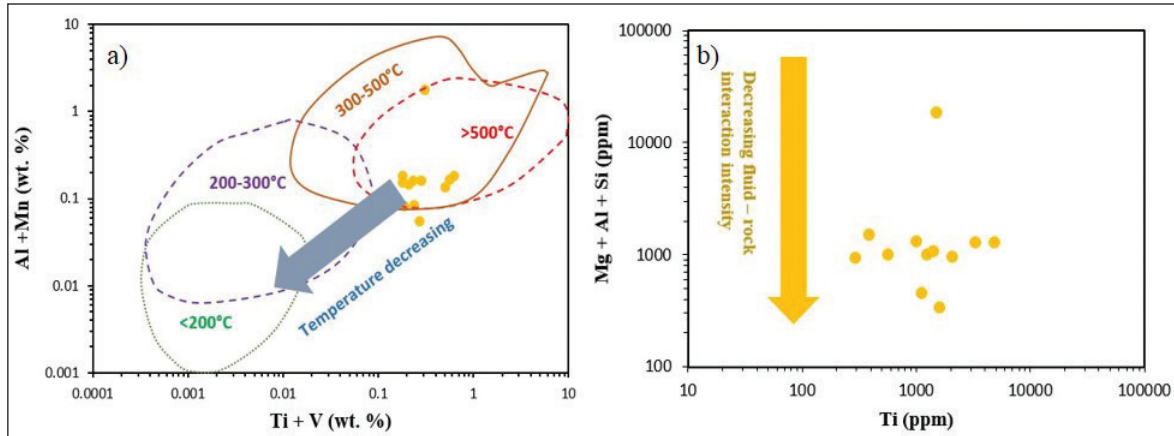 a)
10
1
0.1
0.01
0.001
Al +Mn (wt. %)
300-500°C
>500°C
200-300°C
<200°C
Temperature decreasing
0.0001
0.001
0.01
0.1
1
10
Ti + V (wt. %)
b)
100000
10000
1000
100
Mg + Al + Si (ppm)
Decreasing fluid – rock
interaction intensity
10
100
1000
10000
100000
Ti (ppm)